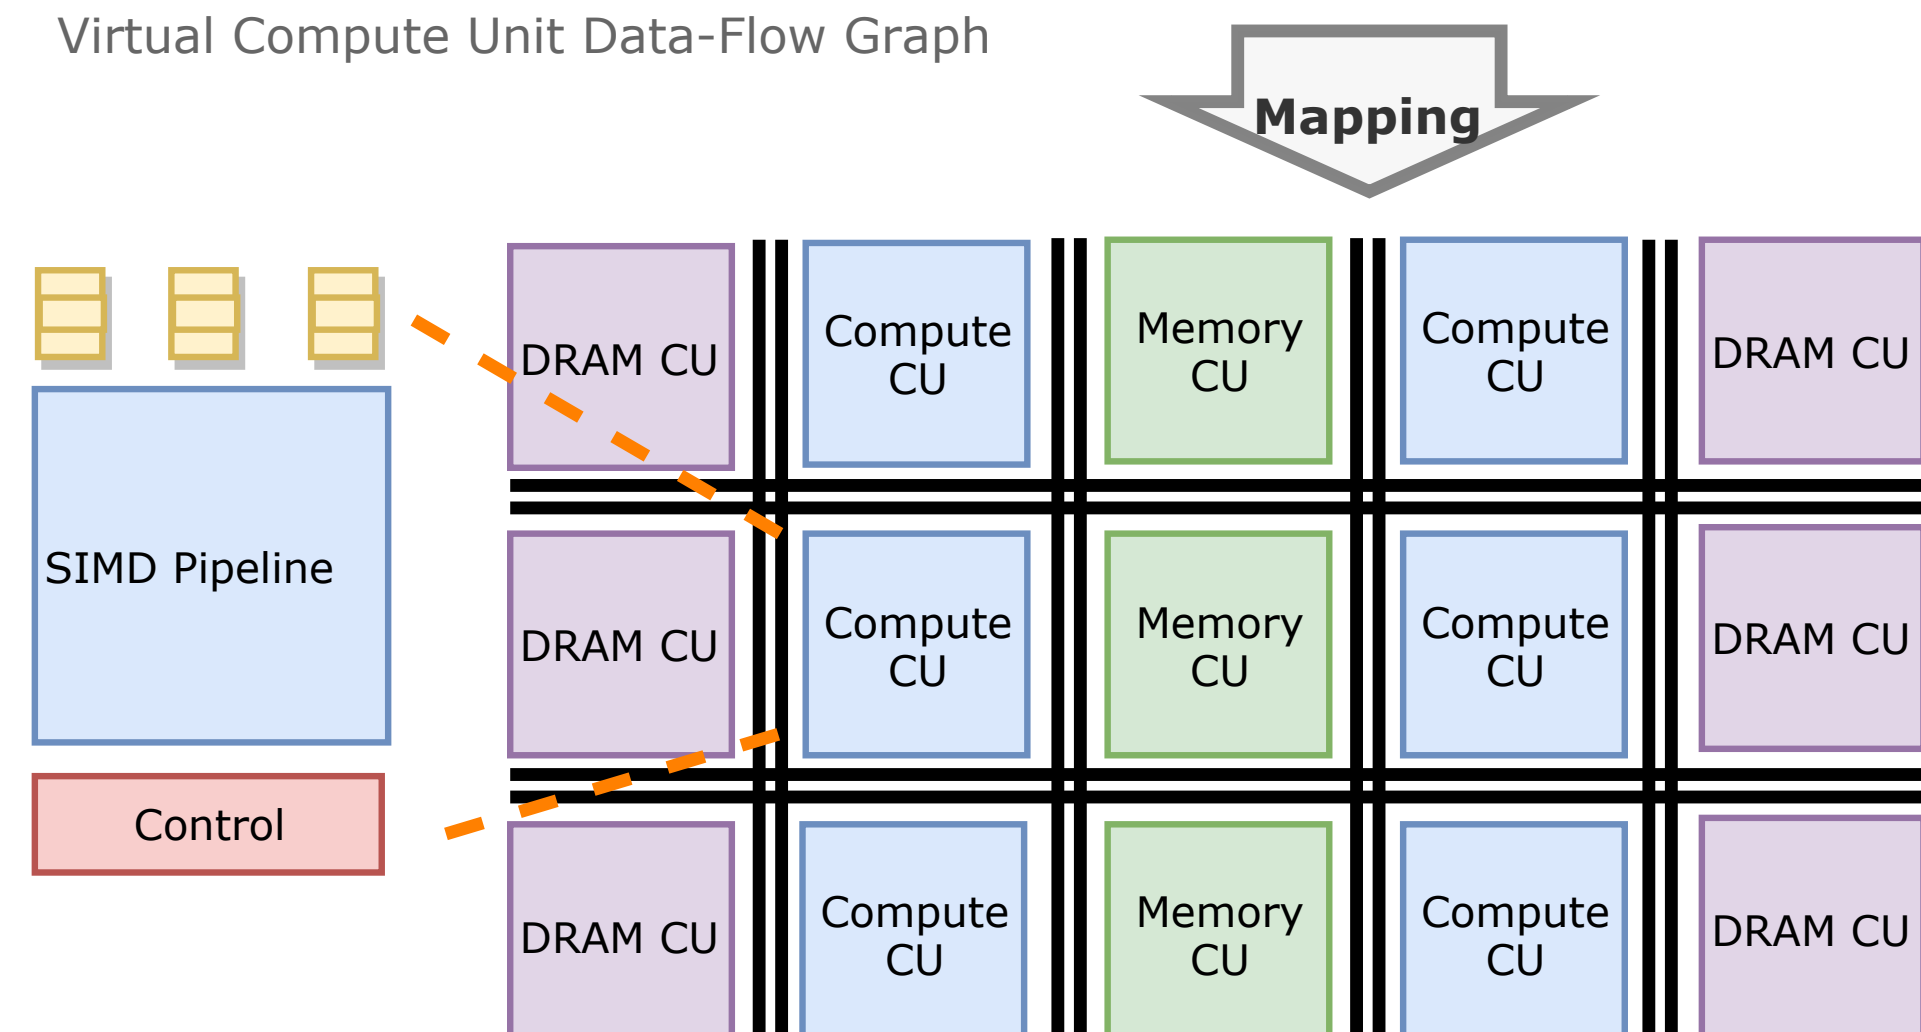 Virtual Compute Unit Data-Flow Graph
Mapping
DRAM CU
Compute
CU
Memory
CU
Compute
CU
DRAM CU
SIMD Pipeline
DRAM CU
Compute
CU
Memory
CU
Compute
CU
DRAM CU
Control
DRAM CU
Compute
CU
Memory
CU
Compute
CU
DRAM CU